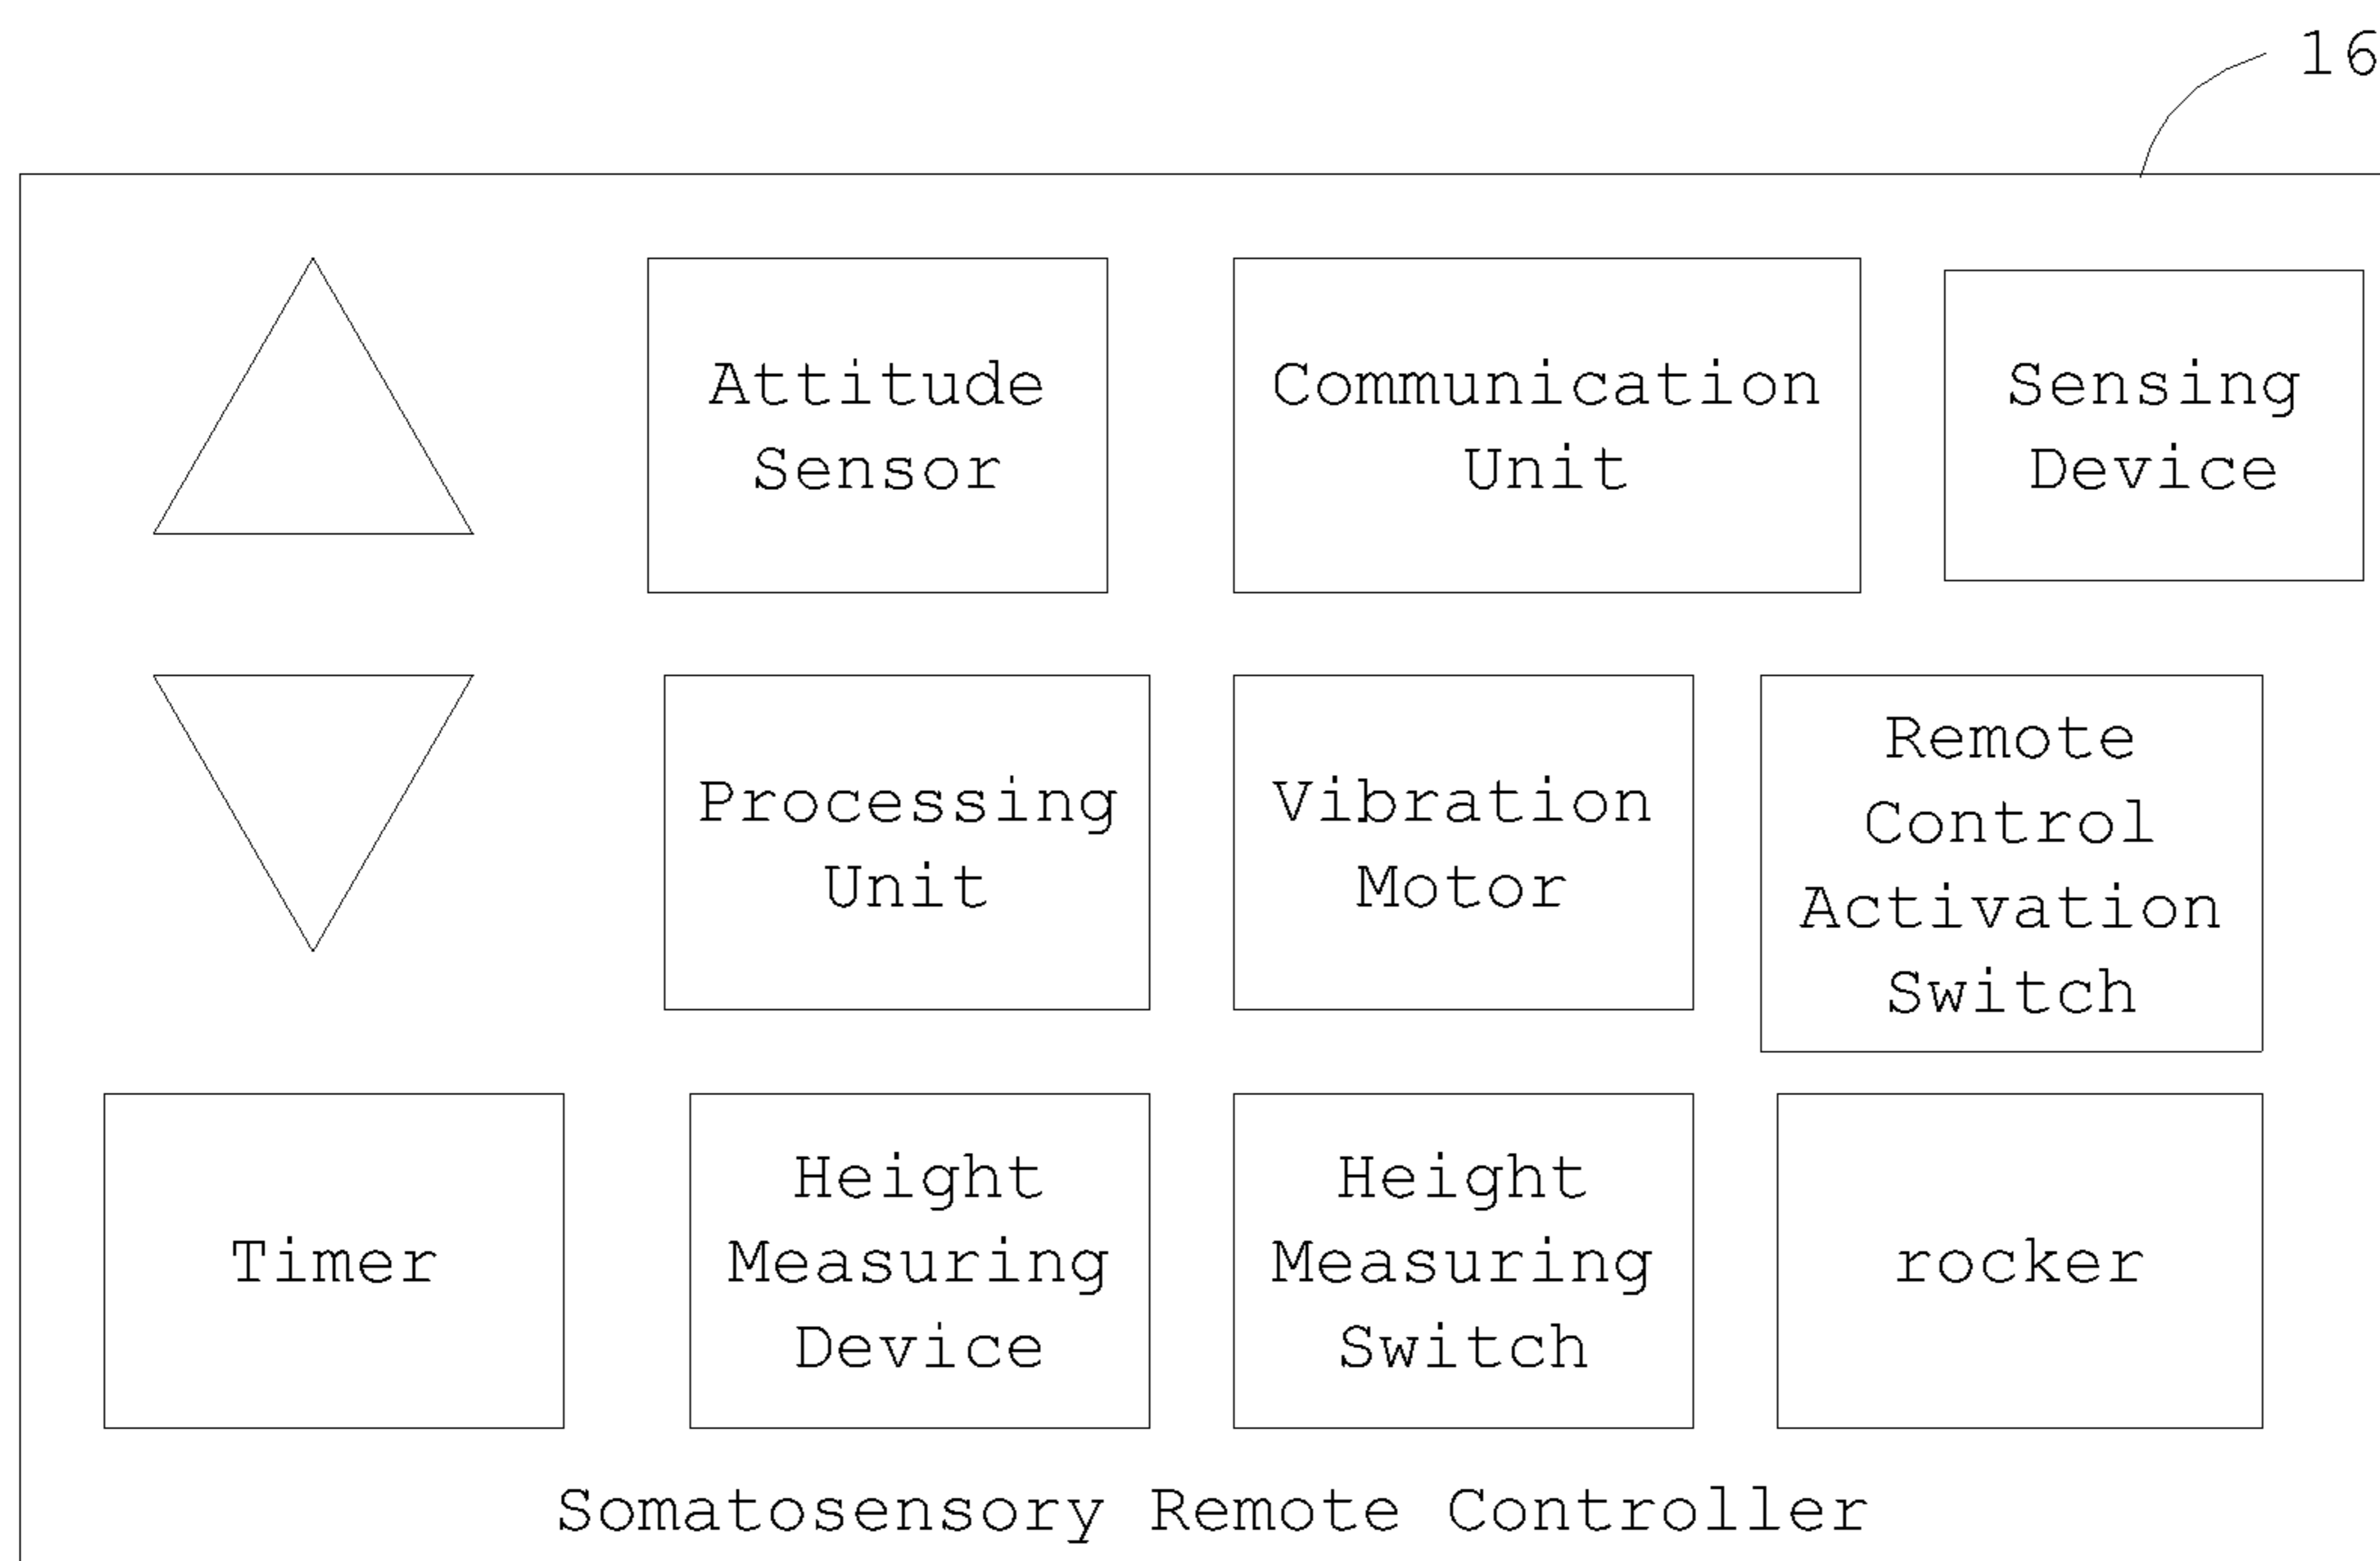 16
Attitude
Sensor
Communication
Unit
Sensing
Device
Processing
Unit
Vibration
Motor
Remote
Control
Activation
Switch
Timer
Height
Measuring
Device
Height
Measuring
Switch
rocker
Somatosensory Remote Controller